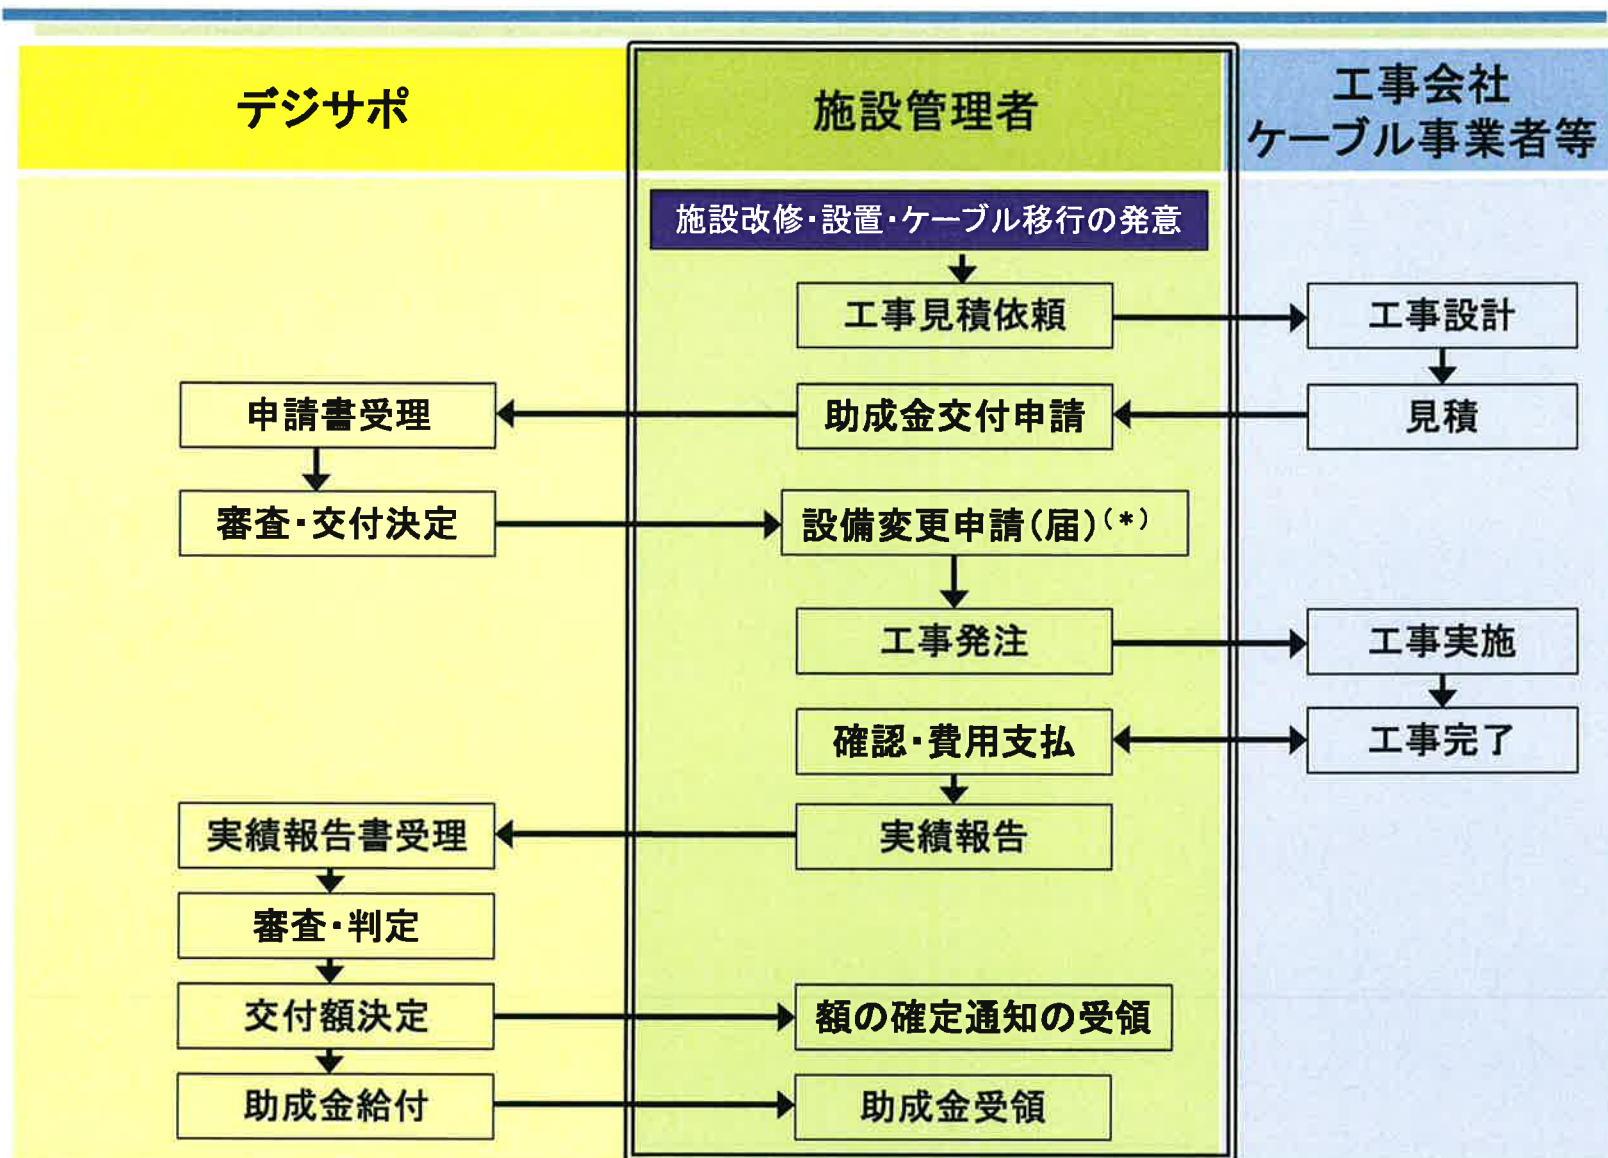 デジサポ
施設管理者
工事会社
ケーブル事業者等
施設改修・設置・ケーブル移行の発意
工事見積依頼
工事設計
申請書受理
助成金交付申請
見積
審査・交付決定
設備変更申請(届)(*)
工事発注
工事実施
確認・費用支払
工事完了
実績報告書受理
実績報告
審査・判定
交付額決定
額の確定通知の受領
助成金給付
助成金受領